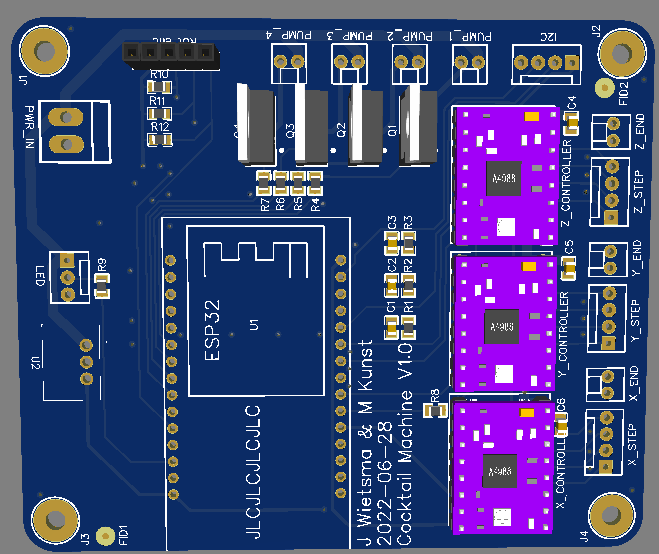 PUMP_4
PUMP_3
PUMP_2
PUMP_1
I2C
J2
J1
R10
R11
R12
PWR_IN
Q3
Q2
Q1
C4
FID2
Z_END
A4988
Z_CONTROLLER
Z_STEP
R7
R6
R5
R4
C3
R3
C2
R2
C1
R1
C5
Y_END
LED
R9
ESP32
U1
A4988
Y_CONTROLLER
Y_STEP
U2
R8
X_END
C6
A4988
X_CONTROLLER
X_STEP
JLCJLCJLCJLC
J Wietsma & M Kunst
2022-06-28
Cocktail Machine V1.0
J3
FID1
J4